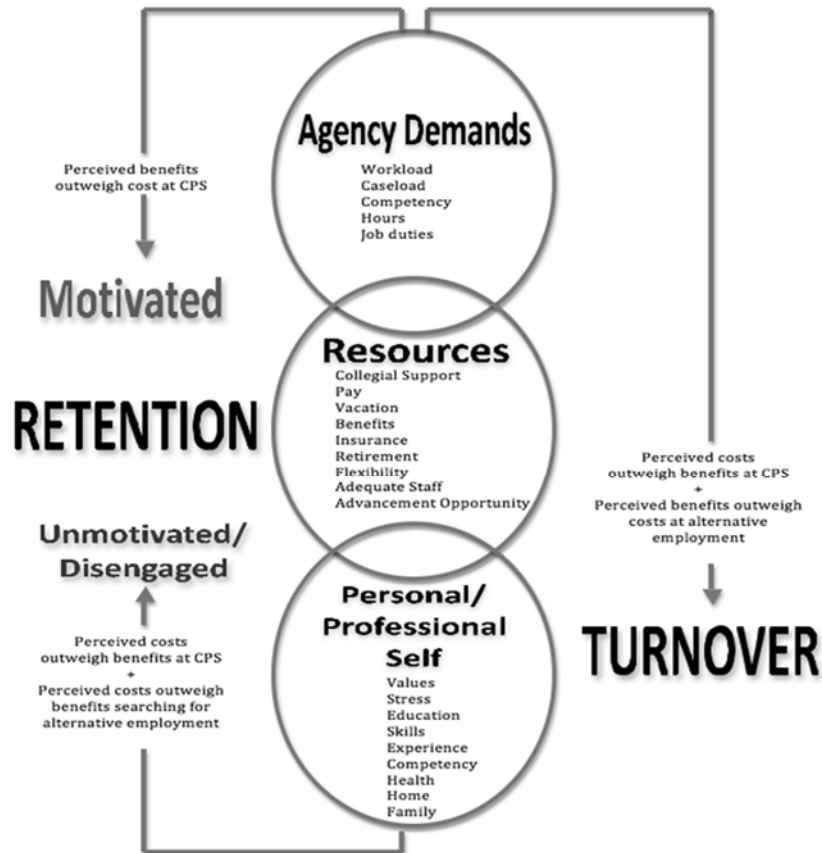 Agency Demands
Workload
Caseload
Competency
Hours
Job duties
Perceived benefits
outweigh cost at CPS
Motivated
RETENTION
Resources
Collegial Support
Pay
Vacation
Benefits
Insurance
Retirement
Flexibility
Adequate Staff
Advancement Opportunity
Unmotivated/
Disengaged
Perceived costs
outweigh benefits at CPS
+
Perceived costs outweigh
benefits searching for
alternative employment
Personal/
Professional
Self
Values
Stress
Education
Skills
Experience
Competency
Health
Home
Family
Perceived costs
outweigh benefits at CPS
+
Perceived benefits outweigh
costs at alternative
employment
TURNOVER